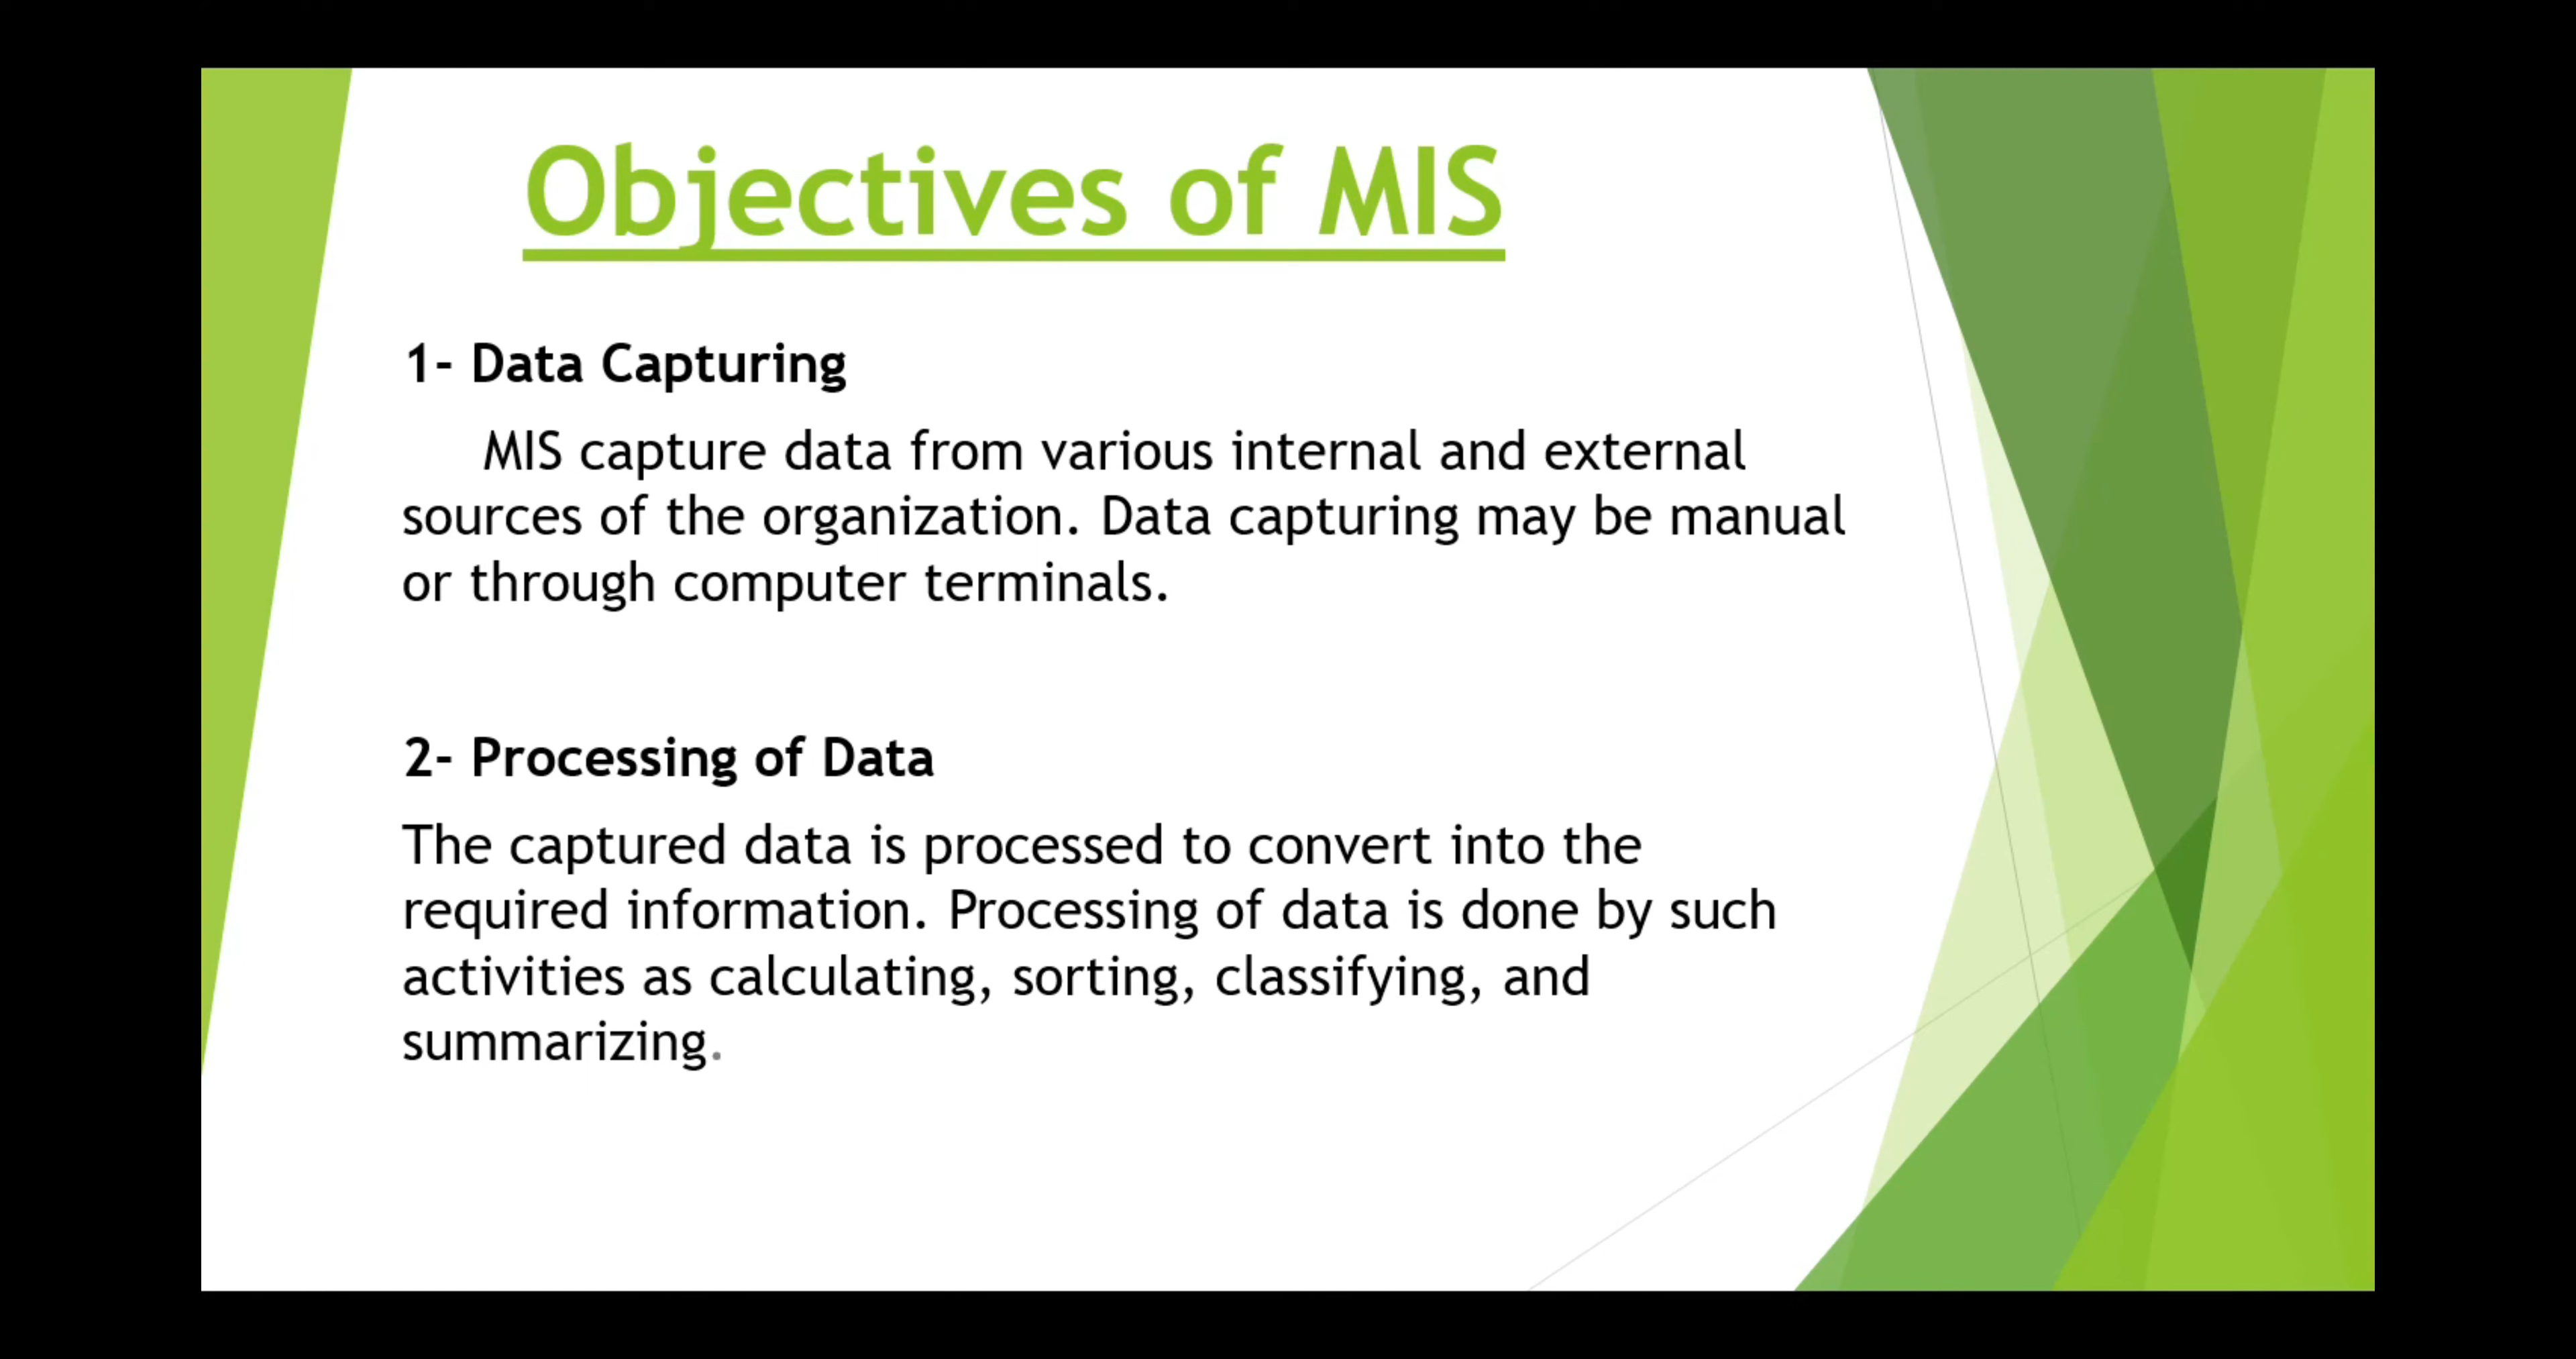 Objectives of MIS
1- Data Capturing
MIS capture data from various internal and external
sources of the organization. Data capturing may be manual
or through computer terminals.
2- Processing of Data
The captured data is processed to convert into the
required information. Processing of data is done by such
activities as calculating, sorting, classifying, and
summarizing.